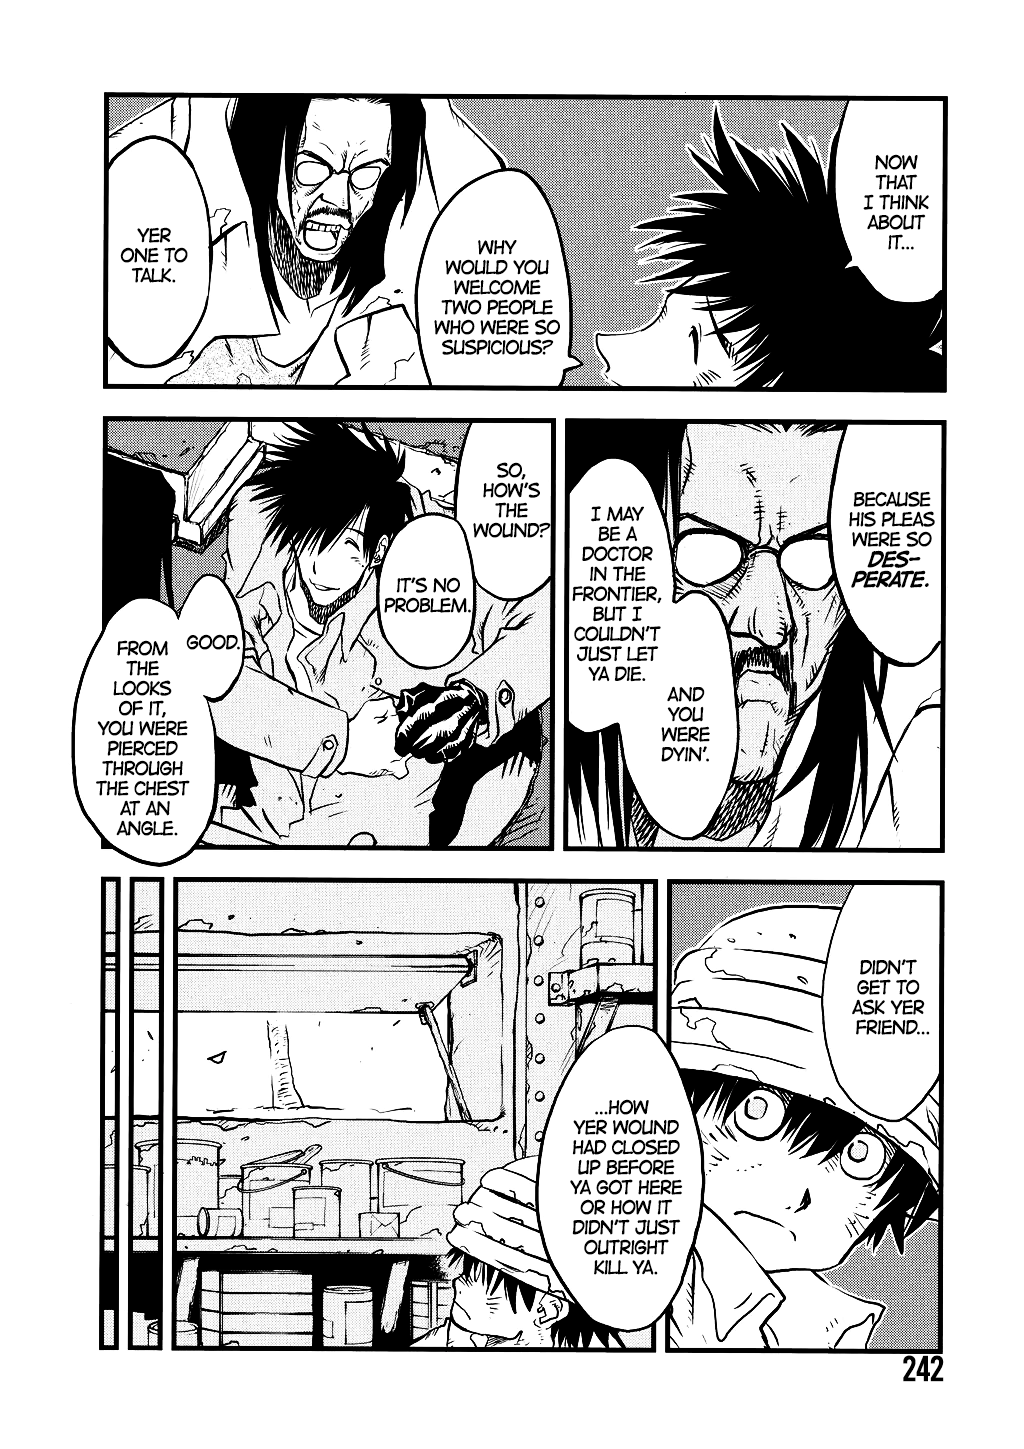 NOW
THAT
I THINK
ABOUT
IT...
WHY
WOULD YOU
WELCOME
TWO PEOPLE
WHO WERE SO
SUSPICIOUS?
YER
ONE TO
TALK.
BECAUSE
HIS PLEAS
WERE SO
DES-
PERATE.
I MAY
BE A
DOCTOR
IN THE
FRONTIER,
BUT I
COULDN'T
JUST LET
YA DIE.
AND
YOU
WERE
DYIN'.
SO,
HOW'S
THE
WOUND?
IT'S NO
PROBLEM.
GOOD.
FROM
THE
LOOKS
OF IT,
YOU WERE
PIERCED
THROUGH
THE CHEST
AT AN
ANGLE.
DIDN'T
GET TO
ASK YER
FRIEND...
...HOW
YER WOUND
HAD CLOSED
UP BEFORE
YA GOT HERE
OR HOW IT
DIDN'T JUST
OUTRIGHT
KILL YA.
242